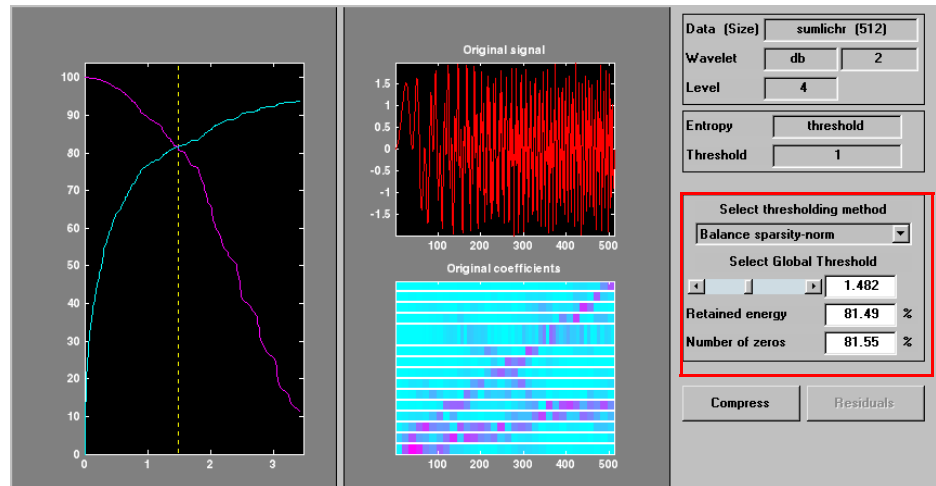 100
90
80
70
60
50
40
30
20
10
0
0 1 2 3
Original signal
1.5
1
0.5
0
-0.5
-1
-1.5
100 200 300 400 500
Original coefficients
100 200 300 400 500
Data (Size) sumlichr (512)
Wavelet db 2
Level 4
Entropy threshold
Threshold 1
Select thresholding method
Balance sparsity-norm
Select Global Threshold
1.482
Retained energy 81.49 %
Number of zeros 81.55 %
Compress Residuals